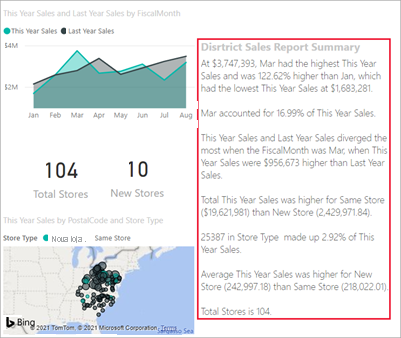 This Year Sales and Last Year Sales by FiscalMonth
This Year Sales Last Year Sales
$4M
$2M
Jan Feb Mar Apr May Jun Jul Aug
104
Total Stores
10
New Stores
This Year Sales by PostalCode and Store Type
Store Type Nova loja Same Store
Bing
© 2021 TomTom, © 2021 Microsoft Corporation, Terms
Sargasso Sea
Disrtrict Sales Report Summary
At $3,747,393, Mar had the highest This Year
Sales and was 122.62% higher than Jan, which
had the lowest This Year Sales at $1,683,281.
Mar accounted for 16.99% of This Year Sales.
This Year Sales and Last Year Sales diverged the
most when the FiscalMonth was Mar, when This
Year Sales were $956,673 higher than Last Year
Sales.
Total This Year Sales was higher for Same Store
($19,621,981) than New Store (2,429,971.84).
25387 in Store Type made up 2.92% of This
Year Sales.
Average This Year Sales was higher for New
Store (242,997.18) than Same Store (218,022.01).
Total Stores is 104.